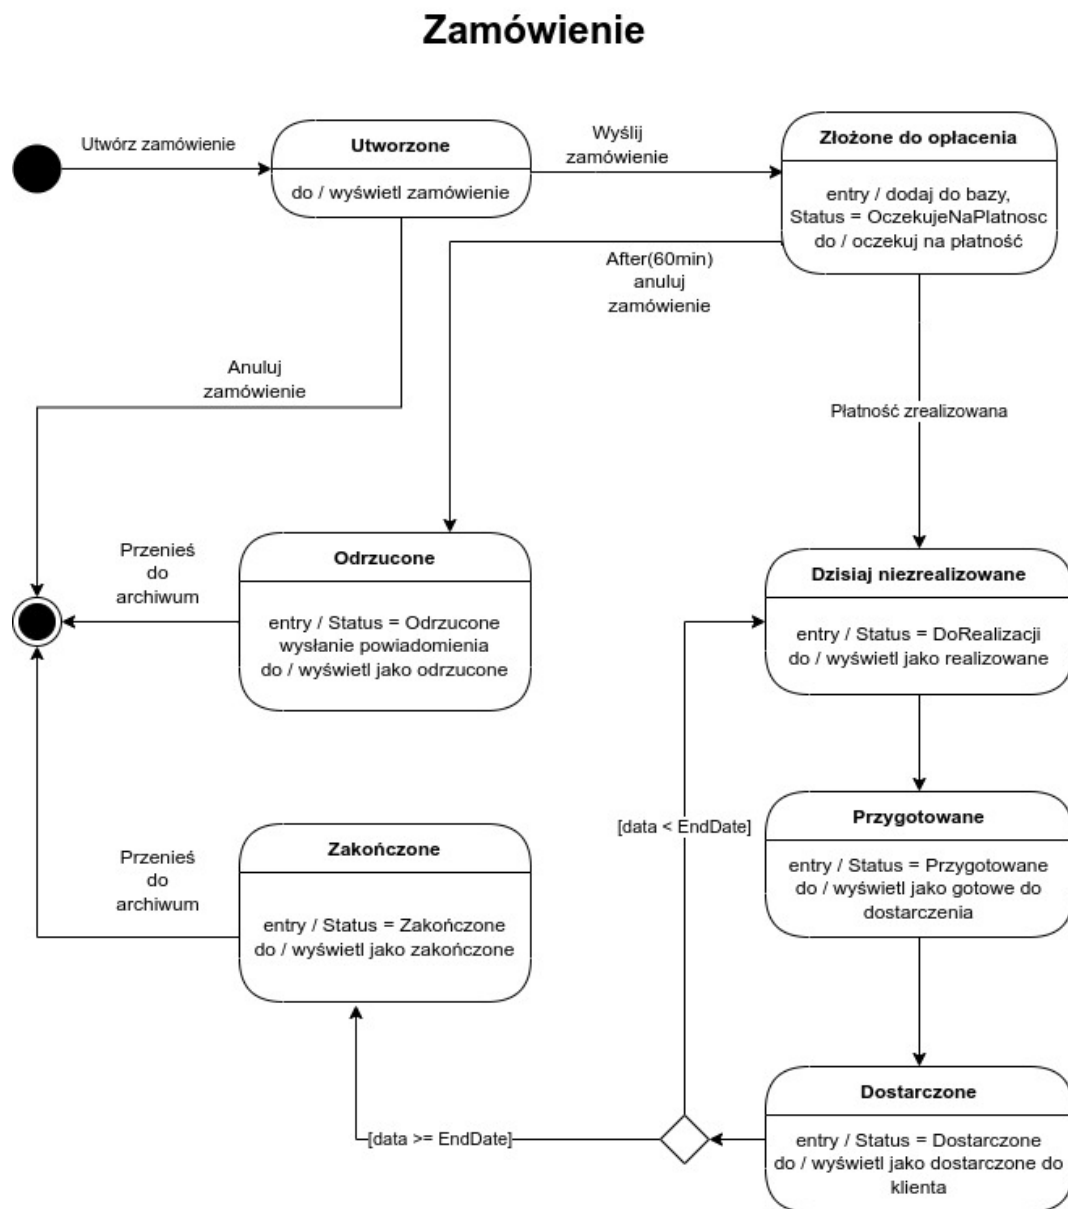 Zamówienie
Utwórz zamówienie
Utworzone
do / wyświetl zamówienie
Wyślij
zamówienie
Złożone do opłacenia
entry / dodaj do bazy,
Status = OczekujeNaPlatnosc
do / oczekuj na płatność
After(60min)
anuluj
zamówienie
Anuluj
zamówienie
Płatność zrealizowana
Przenieś
do
archiwum
Odrzucone
entry / Status = Odrzucone
wysłanie powiadomienia
do / wyświetl jako odrzucone
Dzisiaj niezrealizowane
entry / Status = DoRealizacji
do / wyświetl jako realizowane
[data < EndDate]
Przygotowane
entry / Status = Przygotowane
do / wyświetl jako gotowe do
dostarczenia
Przenieś
do
archiwum
Zakończone
entry / Status = Zakończone
do / wyświetl jako zakończone
[data >= EndDate]
Dostarczone
entry / Status = Dostarczone
do / wyświetl jako dostarczone do
klienta